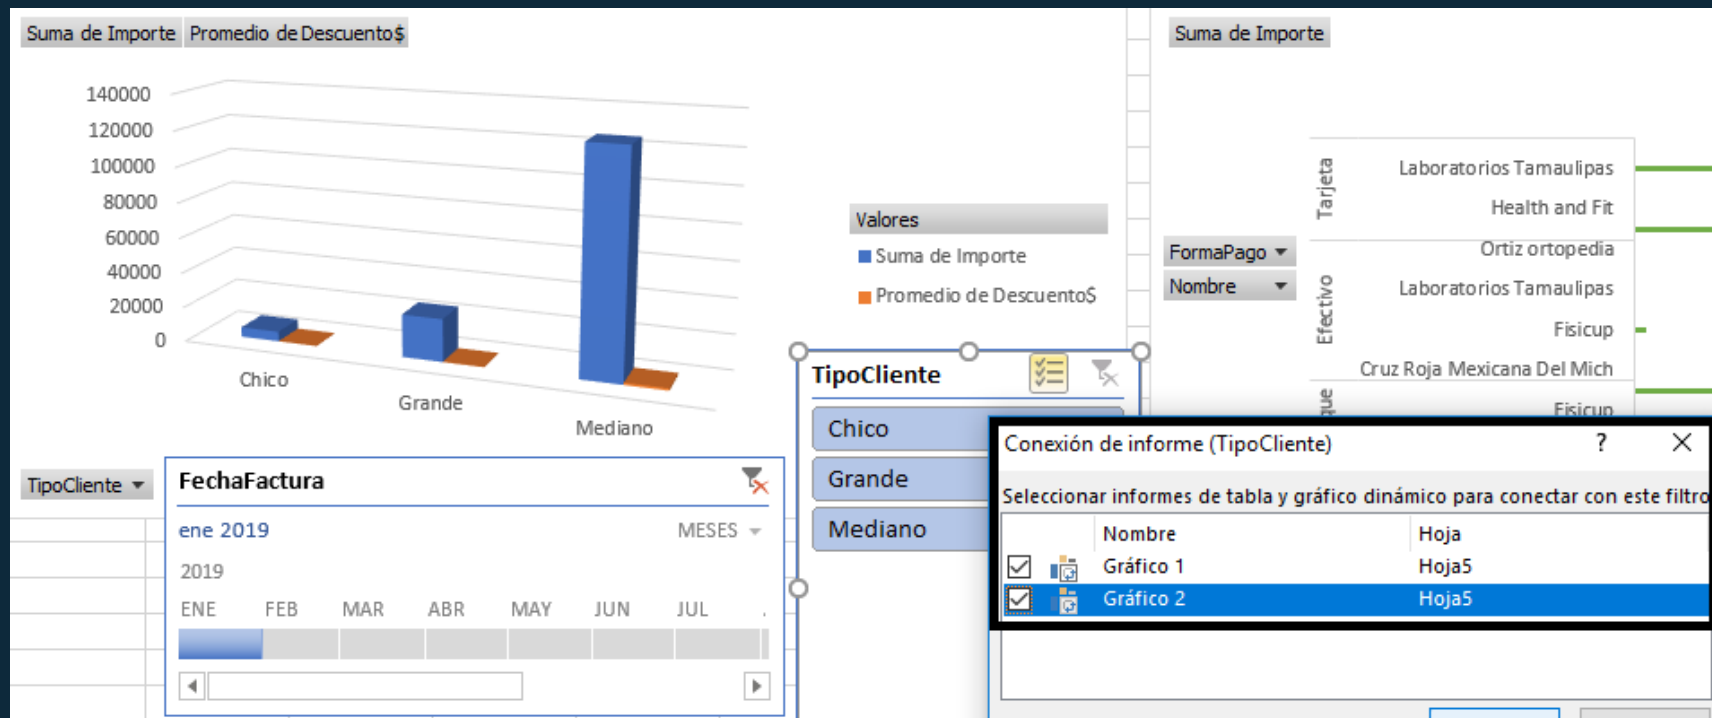 Suma de Importe
Promedio de Descuento$
140000
120000
100000
80000
60000
40000
20000
0
Chico
Grande
Mediano
Valores
Suma de Importe
Promedio de Descuento$
TipoCliente
FechaFactura
ene 2019
MESES
2019
ENE FEB MAR ABR MAY JUN JUL
TipoCliente
Chico
Grande
Mediano
Suma de Importe
FormaPago
Nombre
Tarjeta
Laboratorios Tamaulipas
Health and Fit
Efectivo
Ortiz ortopedia
Laboratorios Tamaulipas
Fisicup
Cruz Roja Mexicana Del Mich
Fisicup
Conexión de informe (TipoCliente)
? X
Seleccionar informes de tabla y gráfico dinámico para conectar con este filtro
Nombre Hoja
Gráfico 1 Hoja5
Gráfico 2 Hoja5